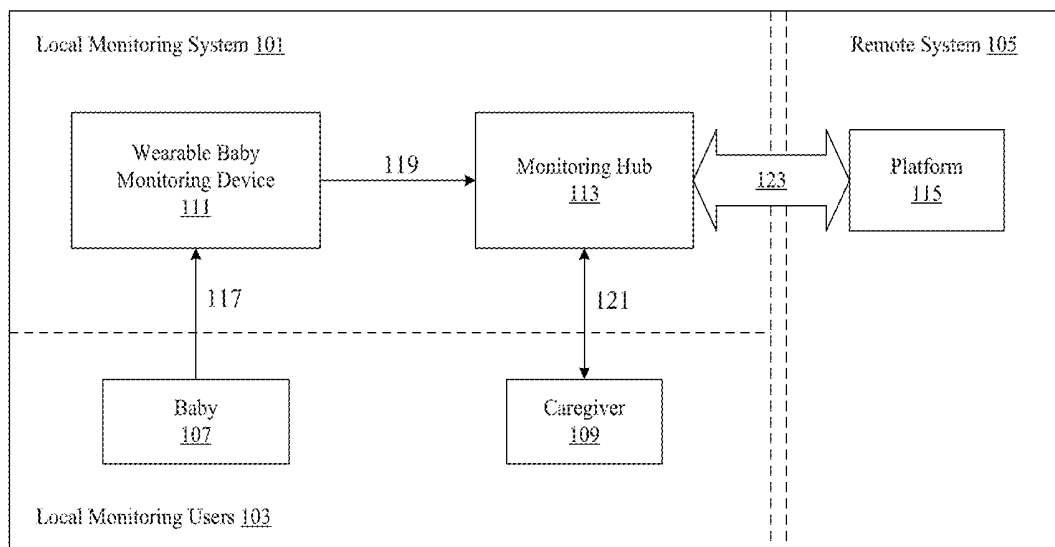 Local Monitoring System 101
Remote System 105
Wearable Baby
Monitoring Device
111
119
Monitoring Hub
113
123
Platform
115
117
121
Baby
107
Caregiver
109
Local Monitoring Users 103